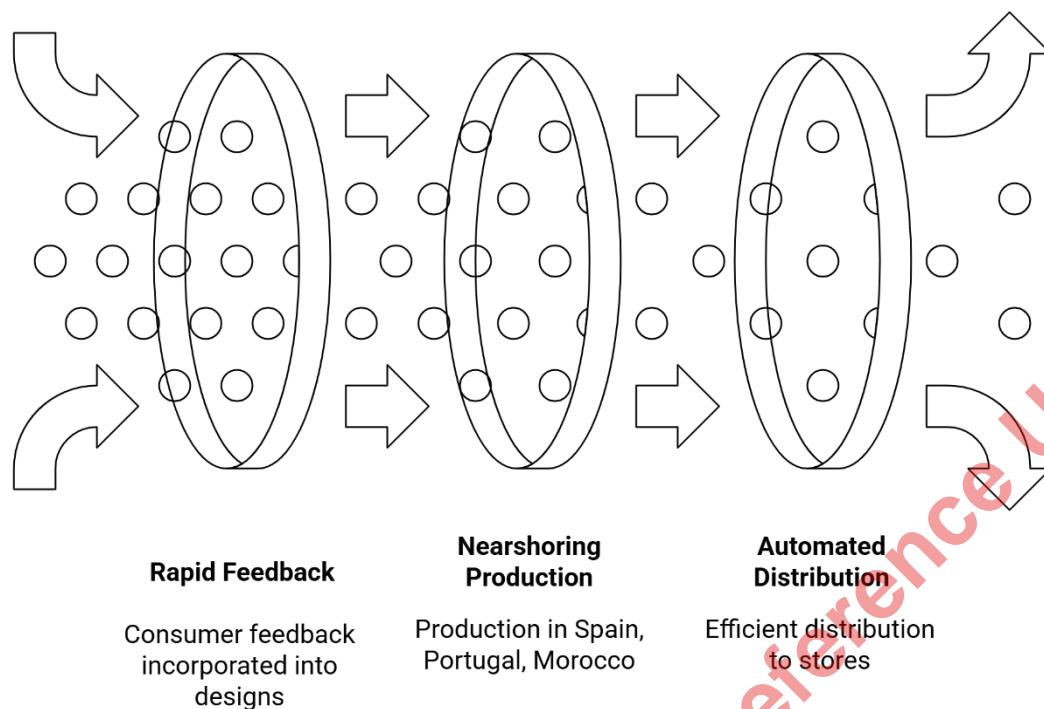 Rapid Feedback
Consumer feedback
incorporated into
designs
Nearshoring
Production
Production in Spain,
Portugal, Morocco
Automated
Distribution
Efficient distribution
to stores
eference U